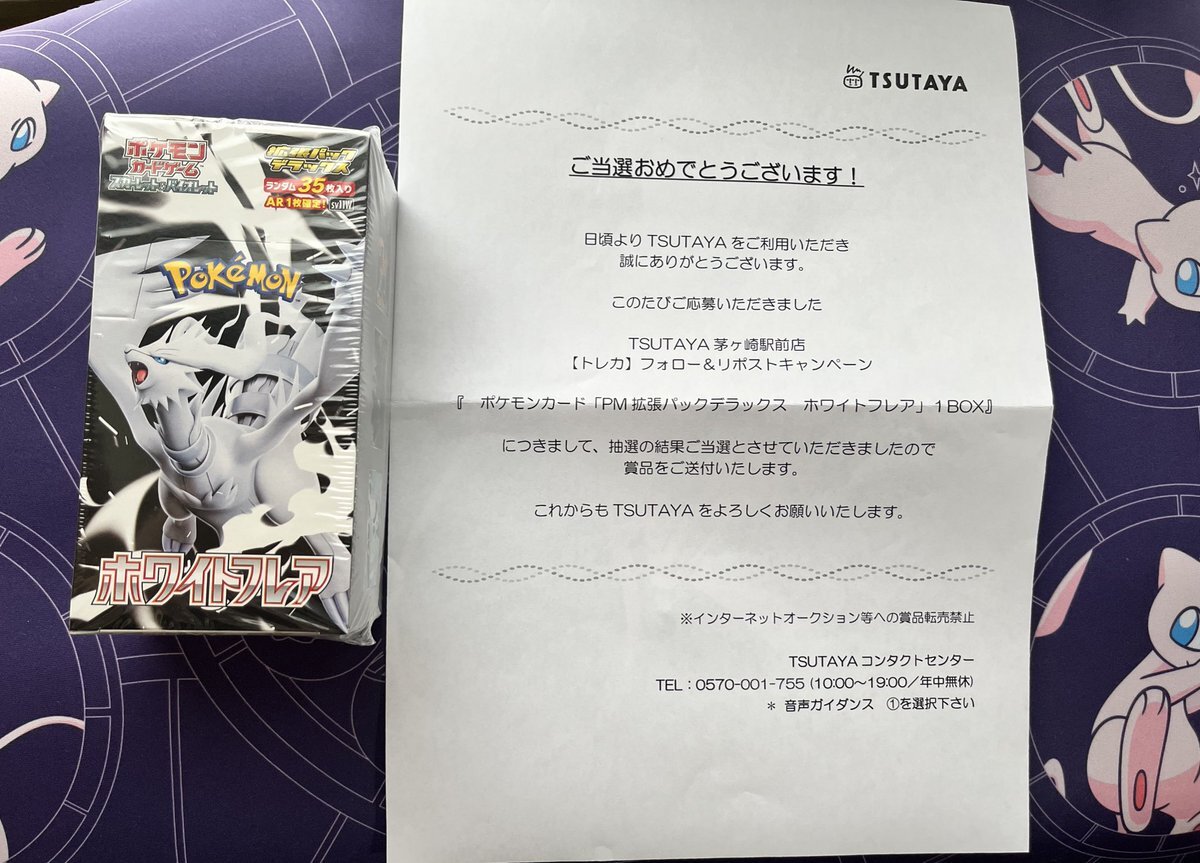 ポケモン
カードゲーム
スカーレット&バイオレット
拡張パック
デラックス
ランダム35枚入り
AR1枚確定!
sv11W
POKéMON
ホワイトフレア
TSUTAYA
ご当選おめでとうございます!
日頃より TSUTAYA をご利用いただき
誠にありがとうございます。
このたびご応募いただきました
TSUTAYA 茅ヶ崎駅前店
【トレカ】フォロー&リポストキャンペーン
『 ポケモンカード「PM 拡張パックデラックス ホワイトフレア」1 BOX』
につきまして、抽選の結果ご当選とさせていただきましたので
賞品をご送付いたします。
これからも TSUTAYA をよろしくお願いいたします。
※インターネットオークション等への賞品転売禁止
TSUTAYA コンタクトセンター
TEL:0570-001-755 (10:00~19:00/年中無休)
* 音声ガイダンス ①を選択下さい